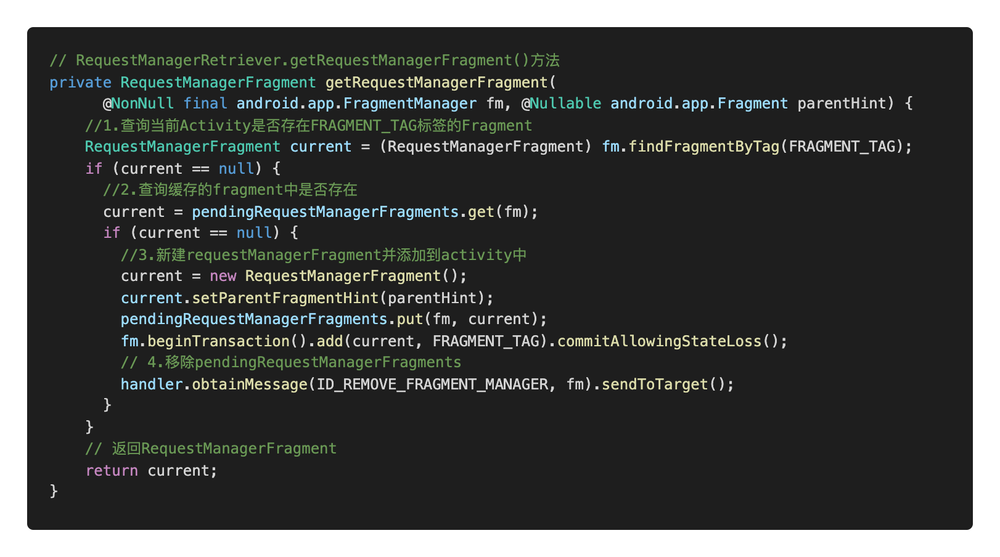 // RequestManagerRetriever.getRequestManagerFragment()方法
private RequestManagerFragment getRequestManagerFragment(
@NonNull final android.app.FragmentManager fm, @Nullable android.app.Fragment parentHint) {
//1.查询当前Activity是否存在FRAGMENT_TAG标签的Fragment
RequestManagerFragment current = (RequestManagerFragment) fm.findFragmentByTag(FRAGMENT_TAG);
if (current == null) {
//2.查询缓存的fragment中是否存在
current = pendingRequestManagerFragments.get(fm);
if (current == null) {
//3.新建requestManagerFragment并添加到activity中
current = new RequestManagerFragment();
current.setParentFragmentHint(parentHint);
pendingRequestManagerFragments.put(fm, current);
fm.beginTransaction().add(current, FRAGMENT_TAG).commitAllowingStateLoss();
// 4.移除pendingRequestManagerFragments
handler.obtainMessage(ID_REMOVE_FRAGMENT_MANAGER, fm).sendToTarget();
}
}
// 返回RequestManagerFragment
return current;
}